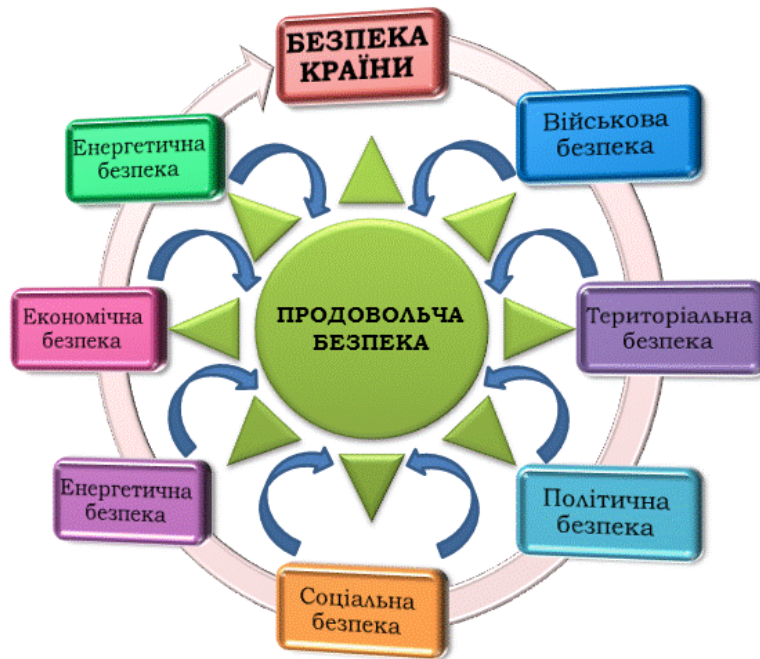 БЕЗПЕКА
КРАЇНИ
Військова
безпека
Територіальна
безпека
Політична
безпека
Соціальна
безпека
Енергетична
безпека
Економічна
безпека
Енергетична
безпека
ПРОДОВОЛЬЧА
БЕЗПЕКА